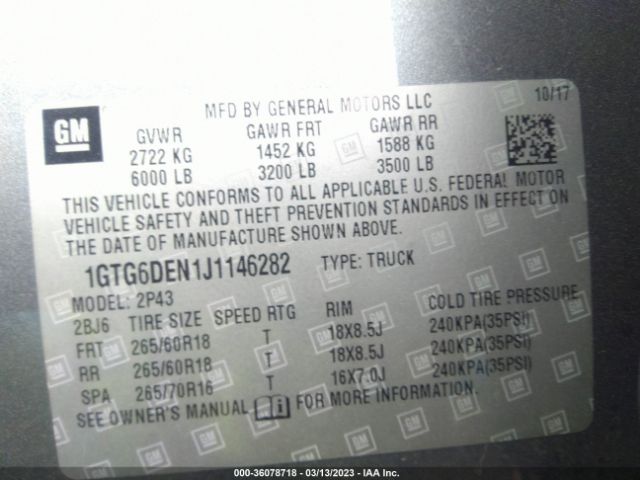 GM
MFD BY GENERAL MOTORS LLC 10/17
GVWR GAWR FRT GAWR RR
2722 KG 1452 KG 1588 KG
6000 LB 3200 LB 3500 LB
THIS VEHICLE CONFORMS TO ALL APPLICABLE U.S. FEDERAL MOTOR
VEHICLE SAFETY AND THEFT PREVENTION STANDARDS IN EFFECT ON
THE DATE OF MANUFACTURE SHOWN ABOVE.
1GTG6DEN1J1146282 TYPE: TRUCK
MODEL: 2P43
2BJ6 TIRE SIZE SPEED RTG RIM COLD TIRE PRESSURE
FRT 265/60R18 T 18X8.5J 240KPA(35PSI)
RR 265/60R18 T 18X8.5J 240KPA(35PSI)
SPA 265/70R16 T 16X7.0J 240KPA(35PSI)
SEE OWNER'S MANUAL FOR MORE INFORMATION.
000-36078718 - 03/13/2023 - IAA Inc.